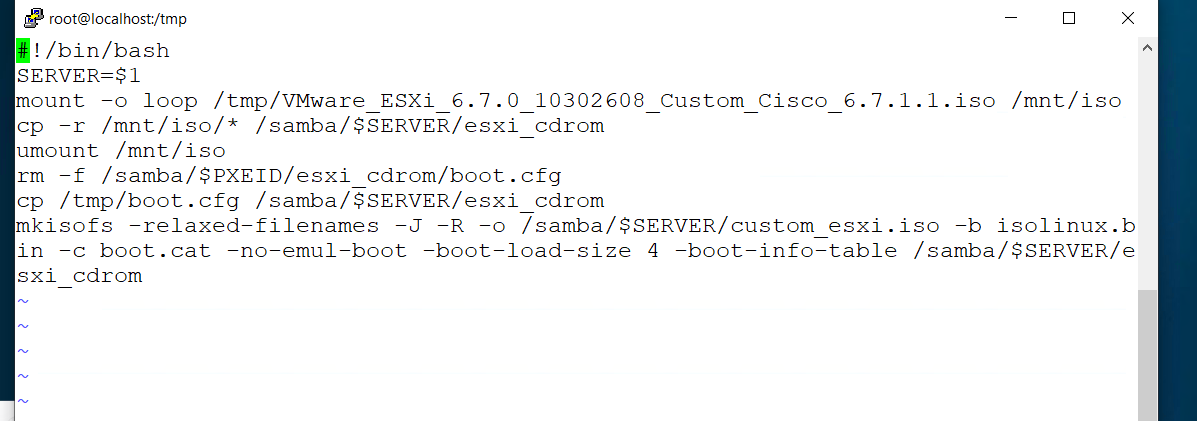 root@localhost:/tmp
#!/bin/bash
SERVER=$1
mount -o loop /tmp/VMware_ESXi_6.7.0_10302608_Custom_Cisco_6.7.1.1.iso /mnt/iso
cp -r /mnt/iso/* /samba/$SERVER/esxi_cdrom
umount /mnt/iso
rm -f /samba/$PXEID/esxi_cdrom/boot.cfg
cp /tmp/boot.cfg /samba/$SERVER/esxi_cdrom
mkisofs -relaxed-filenames -J -R -o /samba/$SERVER/custom_esxi.iso -b isolinux.b
in -c boot.cat -no-emul-boot -boot-load-size 4 -boot-info-table /samba/$SERVER/e
sxi_cdrom
~
~
~
~
~